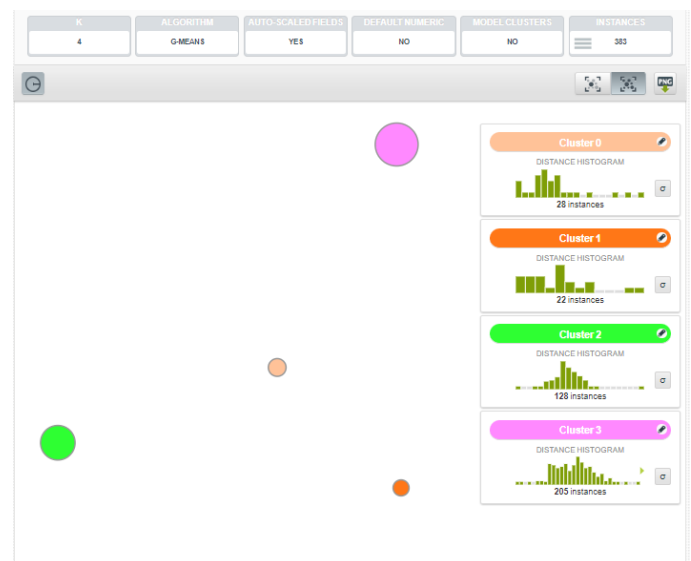 K
ALGORITHM
AUTO-SCALED FIELDS
DEFAULT NUMERIC
MODEL CLUSTERS
INSTANCES
4
G-MEANS
YES
NO
NO
383
PNG
Cluster 0
DISTANCE HISTOGRAM
σ
28 instances
Cluster 1
DISTANCE HISTOGRAM
σ
22 instances
Cluster 2
DISTANCE HISTOGRAM
σ
128 instances
Cluster 3
DISTANCE HISTOGRAM
σ
205 instances